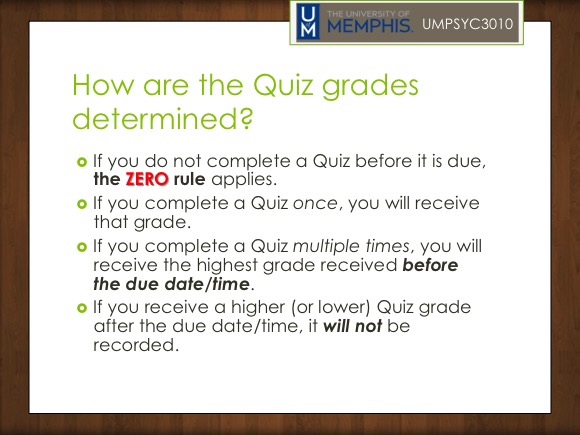 UM THE UNIVERSITY OF
MEMPHIS. UMPSYC3010
How are the Quiz grades
determined?
If you do not complete a Quiz before it is due,
the ZERO rule applies.
If you complete a Quiz once, you will receive
that grade.
If you complete a Quiz multiple times, you will
receive the highest grade received before
the due date/time.
If you receive a higher (or lower) Quiz grade
after the due date/time, it will not be
recorded.